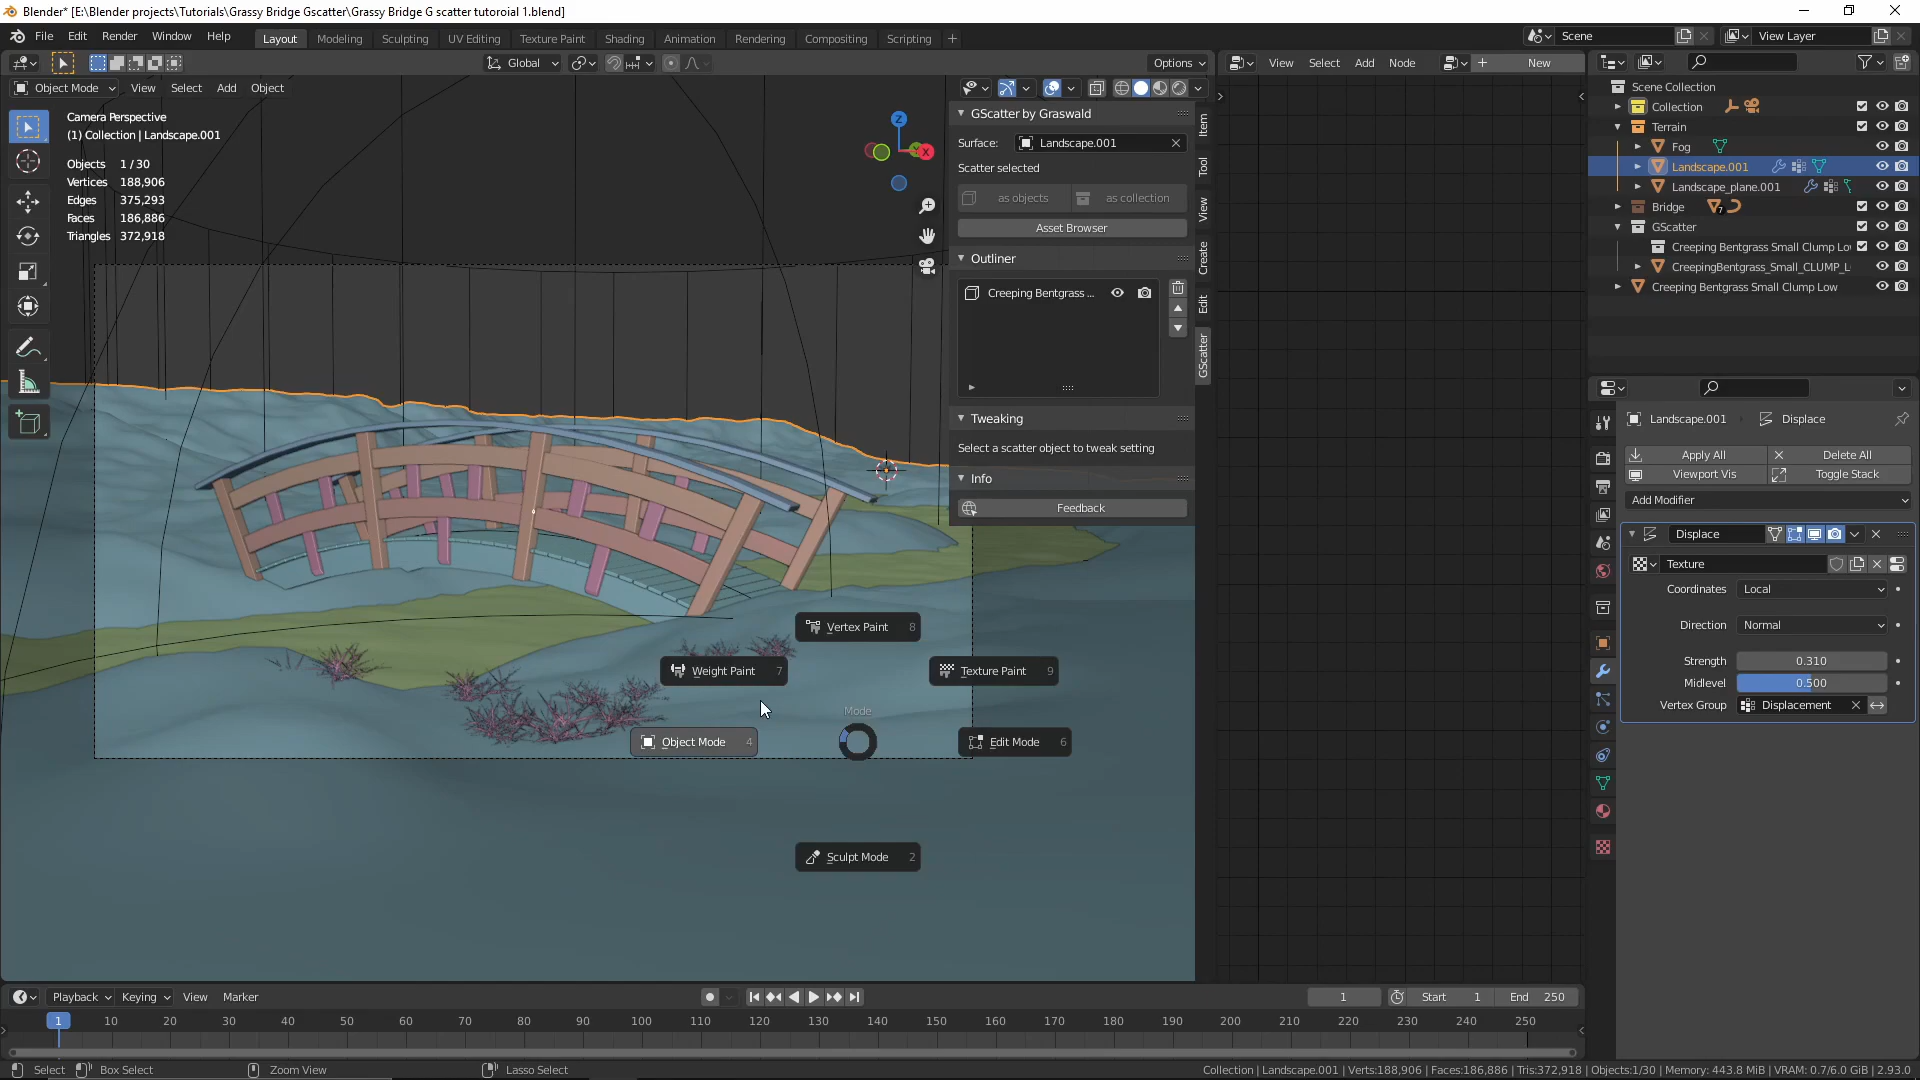 Blender* [E:\Blender projects\Tutorials\Grassy Bridge Gscatter\Grassy Bridge G scatter tutoroial 1.blend]
File Edit Render Window Help Layout Modeling Sculpting UV Editing Texture Paint Shading Animation Rendering Compositing Scripting + Scene View Layer
Global Options View Select Add Node New
Object Mode View Select Add Object
Camera Perspective
(1) Collection | Landscape.001
Objects 1 / 30
Vertices 188,906
Edges 375,293
Faces 186,886
Triangles 372,918
Z
X
GScatter by Graswald
Surface: Landscape.001
Scatter selected
as objects as collection
Asset Browser
Outliner
Creeping Bentgrass ...
Tweaking
Select a scatter object to tweak setting
Info
Feedback
Item
Tool
View
Create
Edit
GScatter
Vertex Paint 8
Weight Paint 7
Texture Paint 9
Mode
Object Mode 4
Edit Mode 6
Sculpt Mode 2
Scene Collection
Collection
Terrain
Fog
Landscape.001
Landscape_plane.001
Bridge 7
GScatter
Creeping Bentgrass Small Clump Lo
CreepingBentgrass_Small_CLUMP_L
Creeping Bentgrass Small Clump Low
Landscape.001 Displace
Apply All Delete All
Viewport Vis Toggle Stack
Add Modifier
Displace
Texture
Coordinates Local
Direction Normal
Strength 0.310
Midlevel 0.500
Vertex Group Displacement
Playback Keying View Marker 1 Start 1 End 250
1 10 20 30 40 50 60 70 80 90 100 110 120 130 140 150 160 170 180 190 200 210 220 230 240 250
Select Box Select Zoom View Lasso Select Collection | Landscape.001 | Verts:188,906 | Faces:186,886 | Tris:372,918 | Objects:1/30 | Memory: 443.8 MiB | VRAM: 0.7/6.0 GiB | 2.93.0